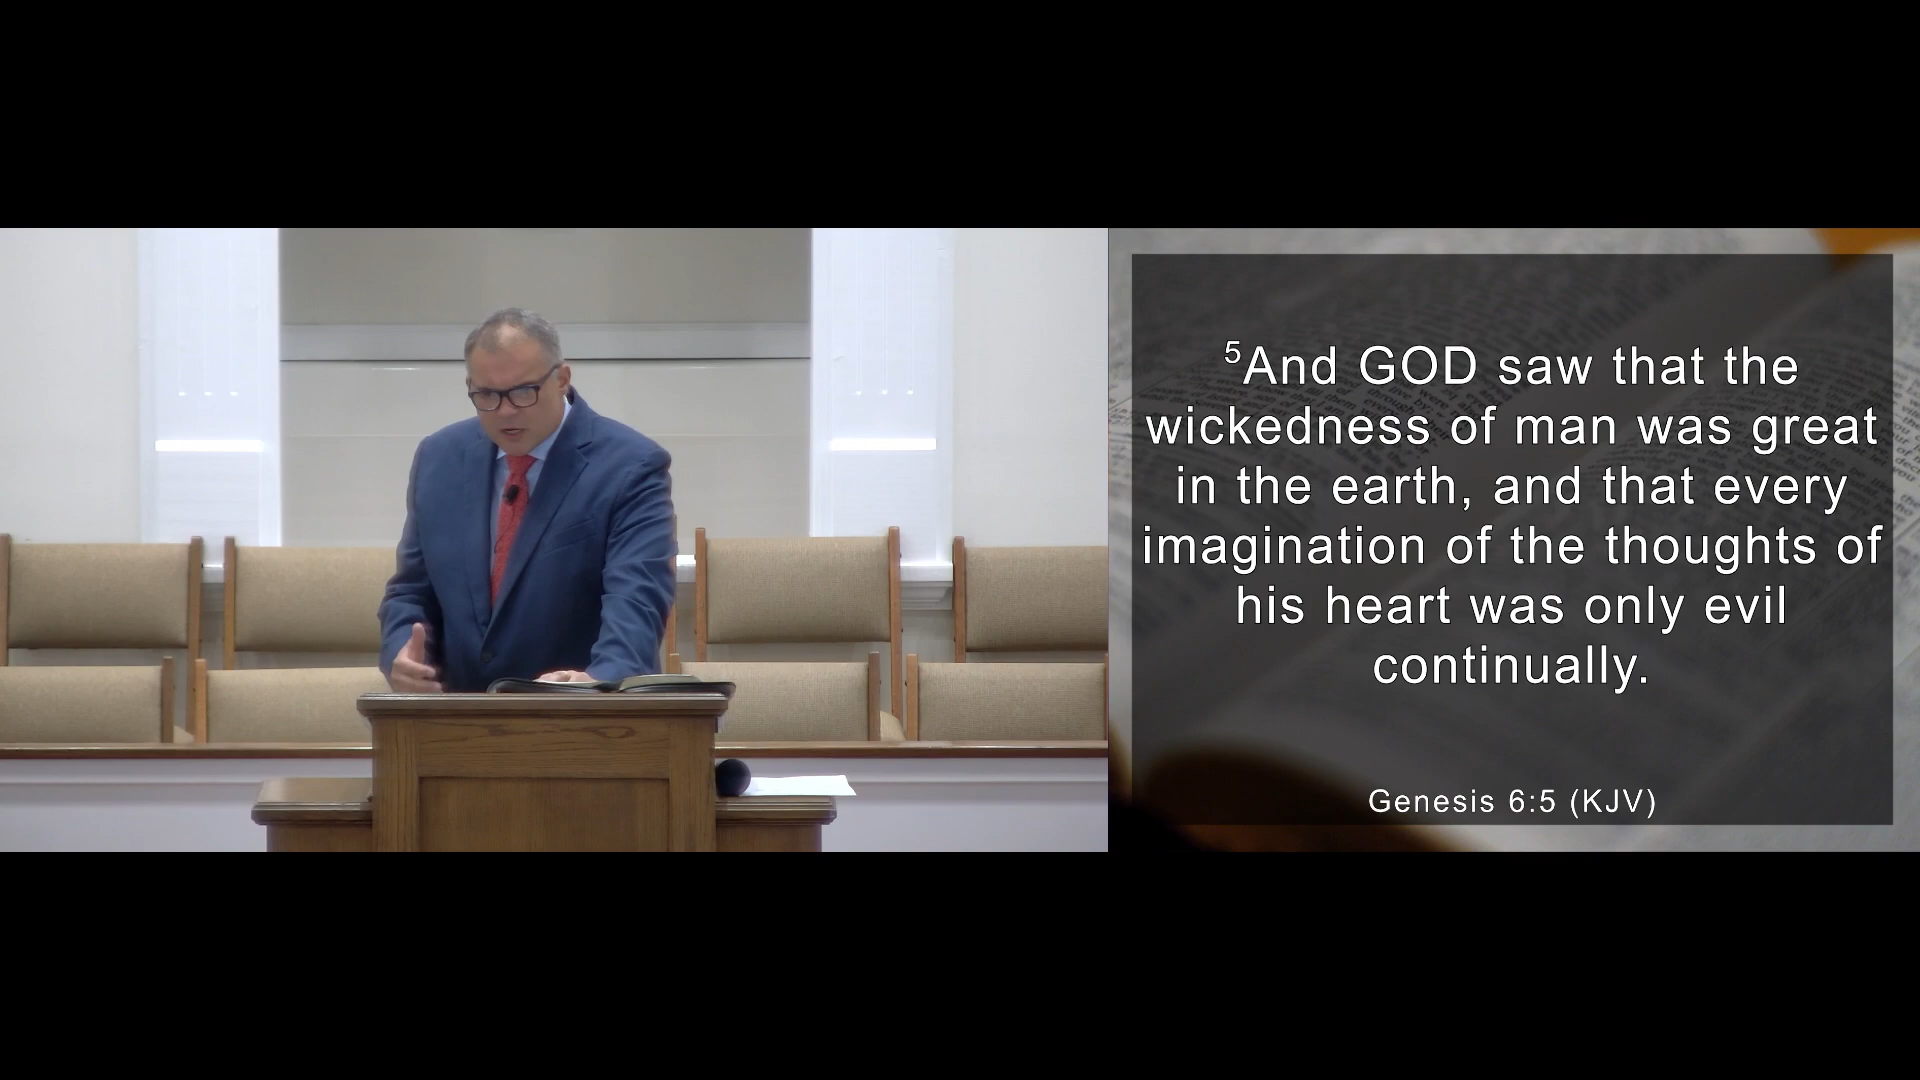 ⁵And GOD saw that the
wickedness of man was great
in the earth, and that every
imagination of the thoughts of
his heart was only evil
continually.
Genesis 6:5 (KJV)